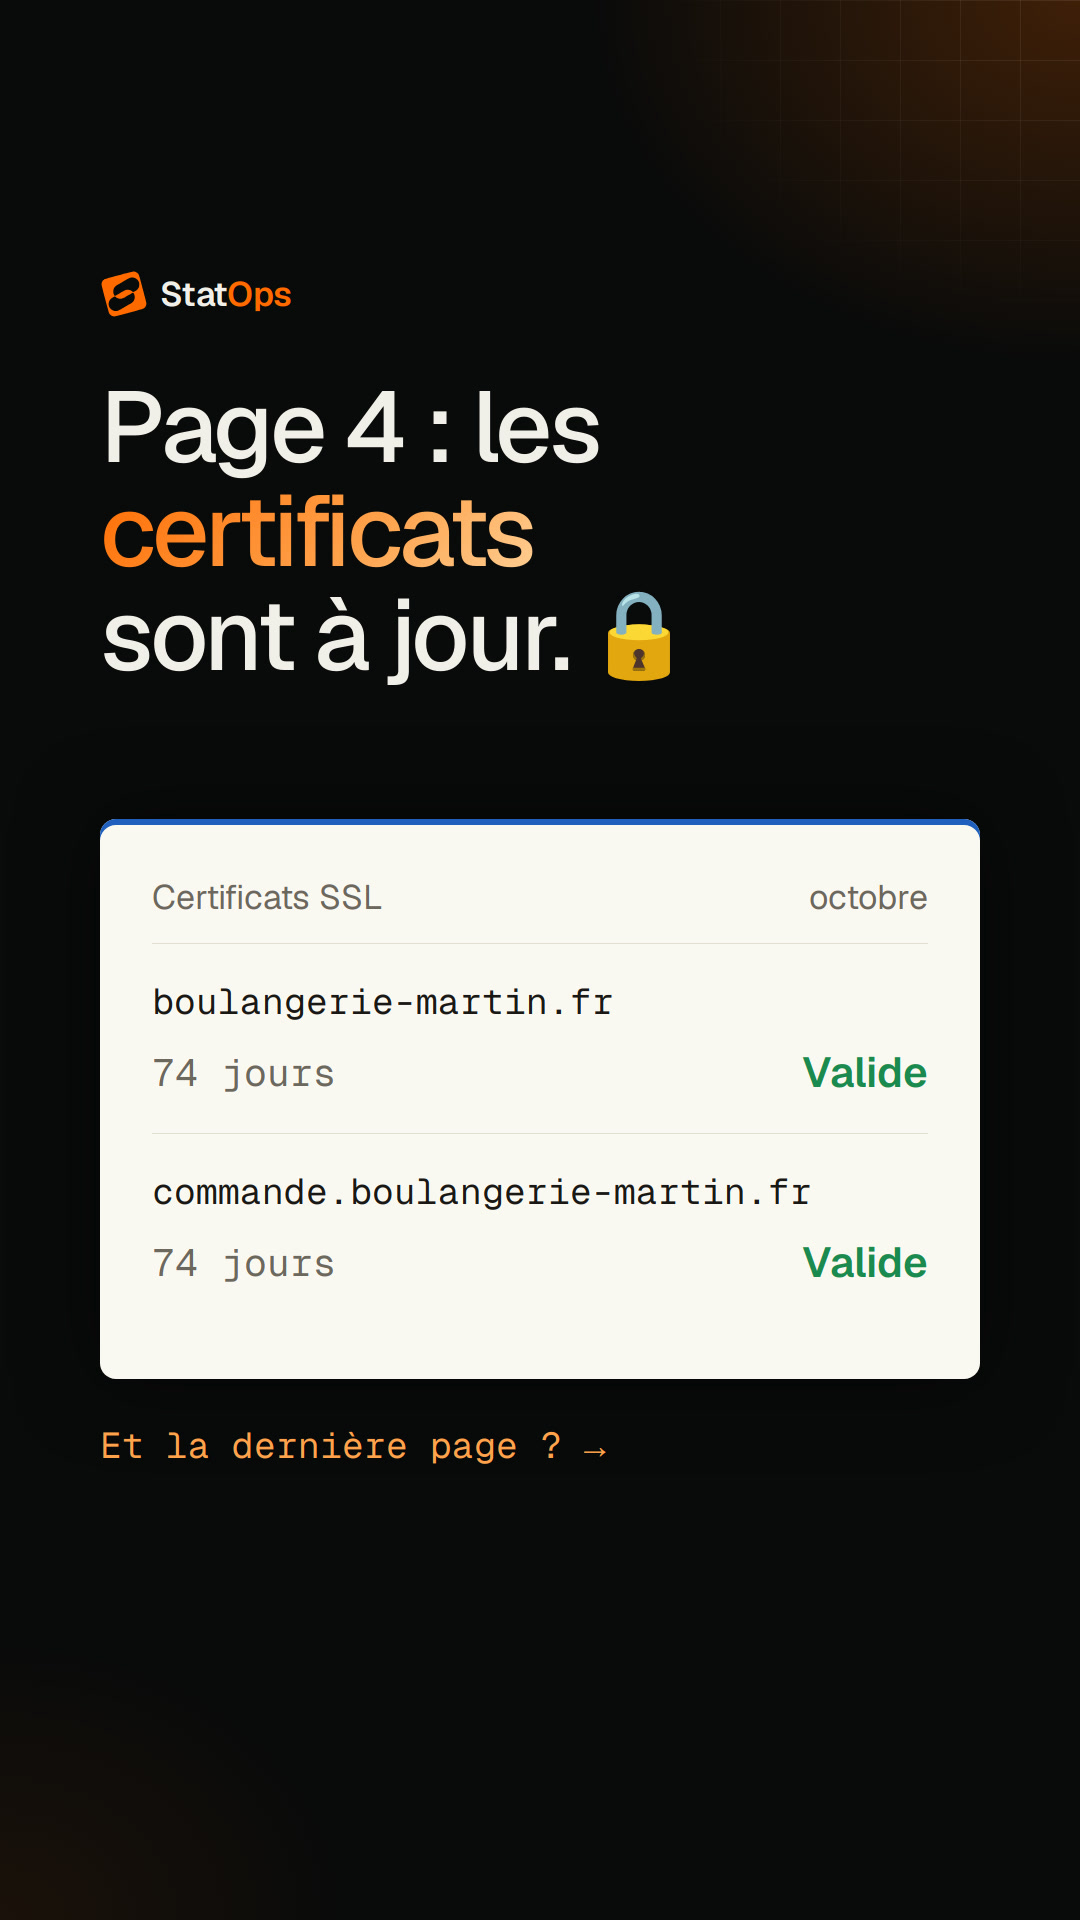 StatOps
Page 4 : les
certificats
sont à jour. 🔒
Certificats SSL octobre
boulangerie-martin.fr
74 jours Valide
commande.boulangerie-martin.fr
74 jours Valide
Et la dernière page ? →